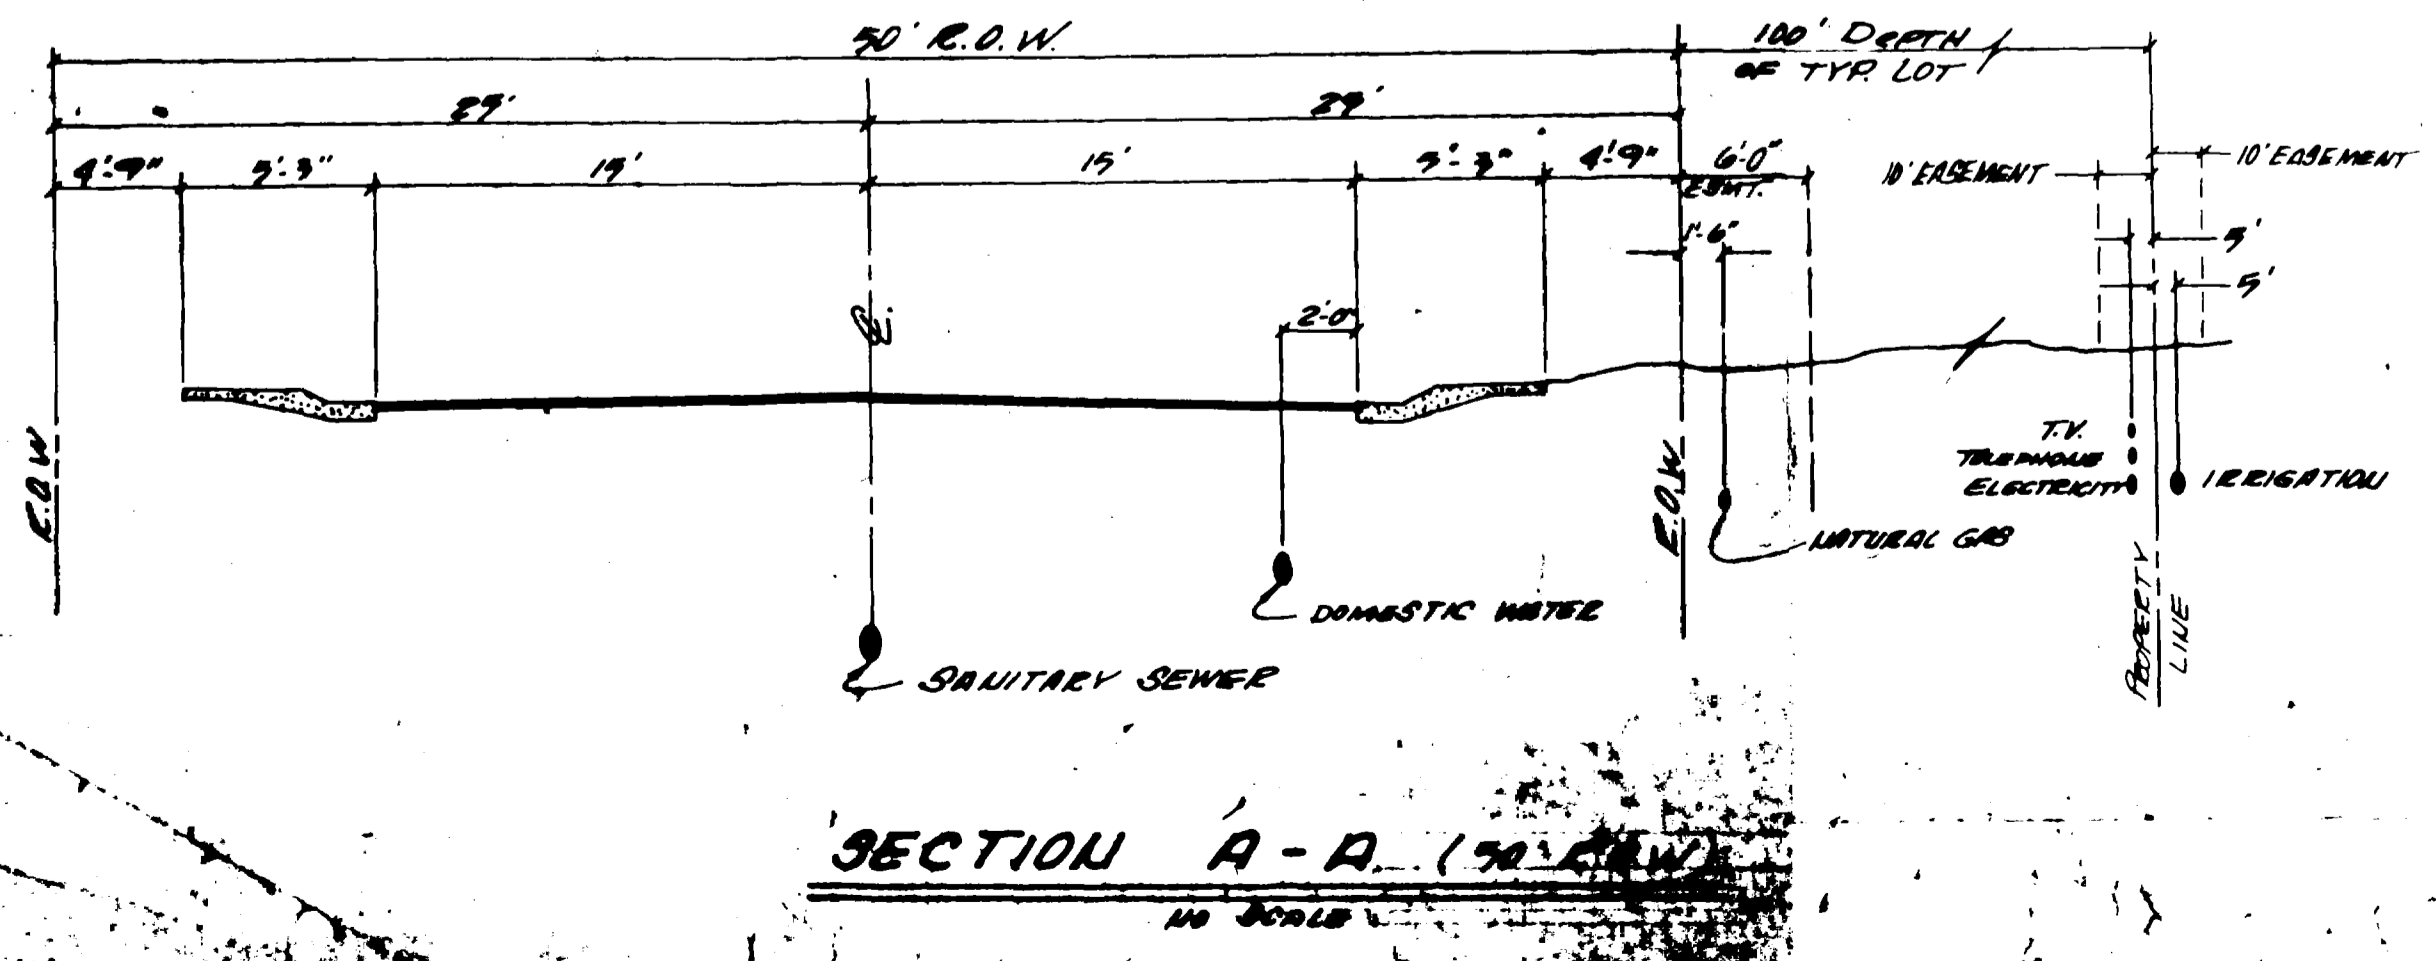 50' R.O.W.
100' DEPTH
OF TYP. LOT
25'
25'
4'-9"
5'-3"
15'
15'
5'-3"
4'-9"
6'-0"
ESMT.
10' EASEMENT
10' EASEMENT
1'-6"
5'
5'
2'-0"
R.O.W
R.O.W
T.V.
TELEPHONE
ELECTRICITY
IRRIGATION
NATURAL GAS
DOMESTIC WATER
SANITARY SEWER
PROPERTY
LINE
SECTION A-A (50' R.O.W)
NO SCALE